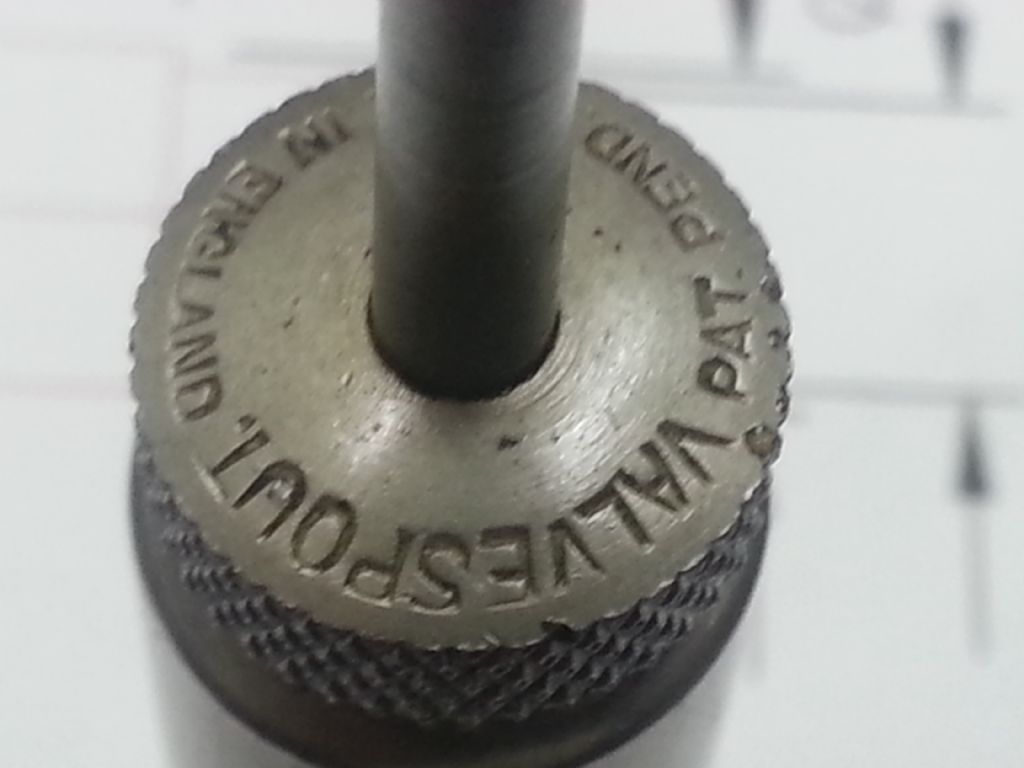 VALVESPOUT.
PAT. PEND
IN ENGLAND